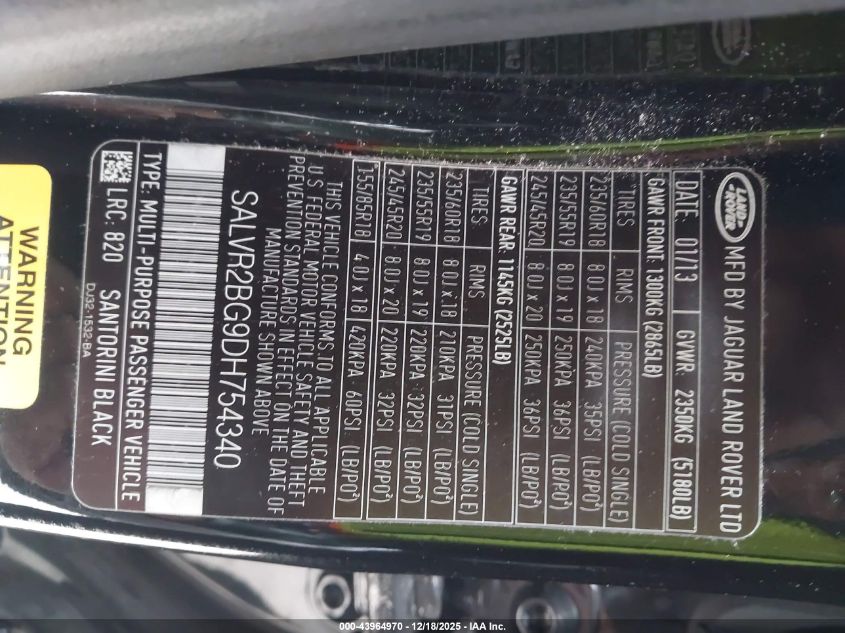 LAND ROVER MFD BY JAGUAR LAND ROVER LTD
DATE: 01/13 GVWR 2350KG (5180LB)
GAWR FRONT: 1300KG (2865LB)
TIRES RIMS PRESSURE (COLD SINGLE)
235/60R18 8.0J x 18 240KPA 35PSI (LB/PO²)
235/55R19 8.0J x 19 250KPA 36PSI (LB/PO²)
245/45R20 8.0J x 20 250KPA 36PSI (LB/PO²)
GAWR REAR: 1145KG (2525LB)
TIRES RIMS PRESSURE (COLD SINGLE)
235/60R18 8.0J x 18 210KPA 31PSI (LB/PO²)
235/55R19 8.0J x 19 220KPA 32PSI (LB/PO²)
245/45R20 8.0J x 20 220KPA 32PSI (LB/PO²)
155/85R18 4.0J x 18 420KPA 60PSI (LB/PO²)
THIS VEHICLE CONFORMS TO ALL APPLICABLE
U.S FEDERAL MOTOR VEHICLE SAFETY AND THEFT
PREVENTION STANDARDS IN EFFECT ON THE DATE OF
MANUFACTURE SHOWN ABOVE
SALVR2BG9DH754340
TYPE: MULTI-PURPOSE PASSENGER VEHICLE
LRC: 820 SANTORINI BLACK
DJ32-1532-BA
WARNING
ATTENTION
000-43964970 - 12/18/2025 - IAA Inc.